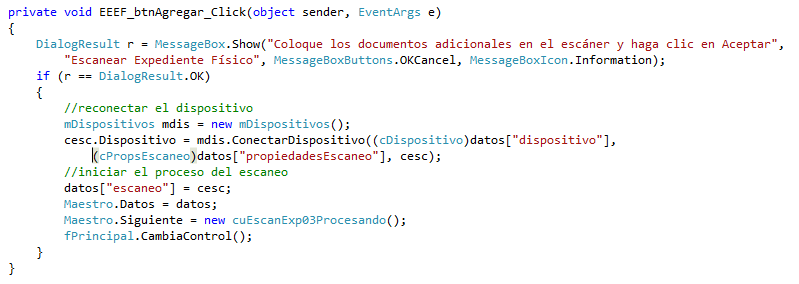 private void EEEF_btnAgregar_Click(object sender, EventArgs e)
{
DialogResult r = MessageBox.Show("Coloque los documentos adicionales en el escáner y haga clic en Aceptar",
"Escanear Expediente Físico", MessageBoxButtons.OKCancel, MessageBoxIcon.Information);
if (r == DialogResult.OK)
{
//reconectar el dispositivo
mDispositivos mdis = new mDispositivos();
cesc.Dispositivo = mdis.ConectarDispositivo((cDispositivo)datos["dispositivo"],
(cPropsEscaneo)datos["propiedadesEscaneo"], cesc);
//iniciar el proceso del escaneo
datos["escaneo"] = cesc;
Maestro.Datos = datos;
Maestro.Siguiente = new cuEscanExp03Procesando();
fPrincipal.CambiaControl();
}
}